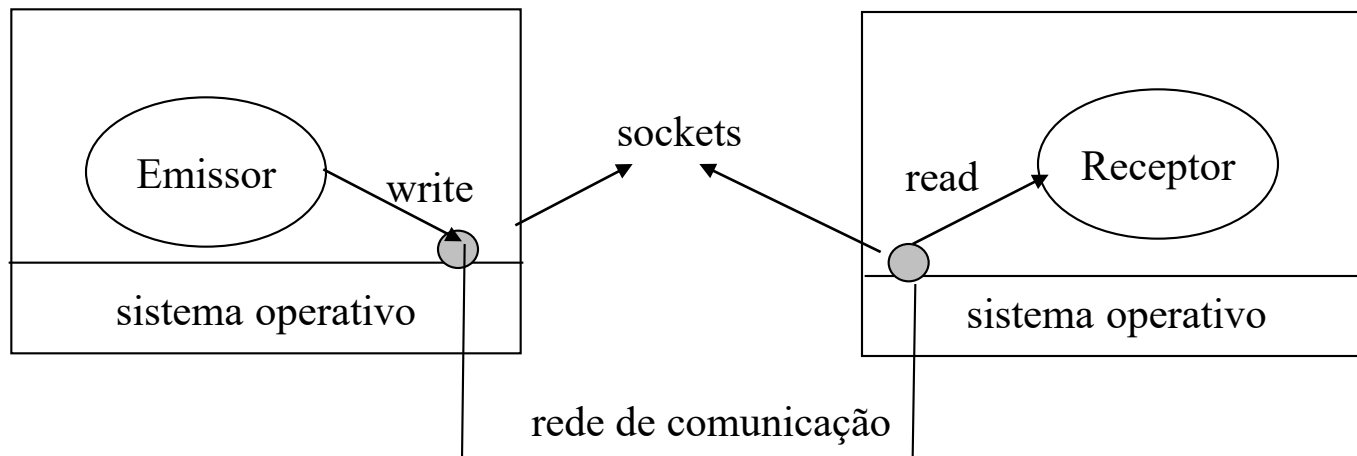 sockets
Emissor
write
read
Receptor
sistema operativo
sistema operativo
rede de comunicação